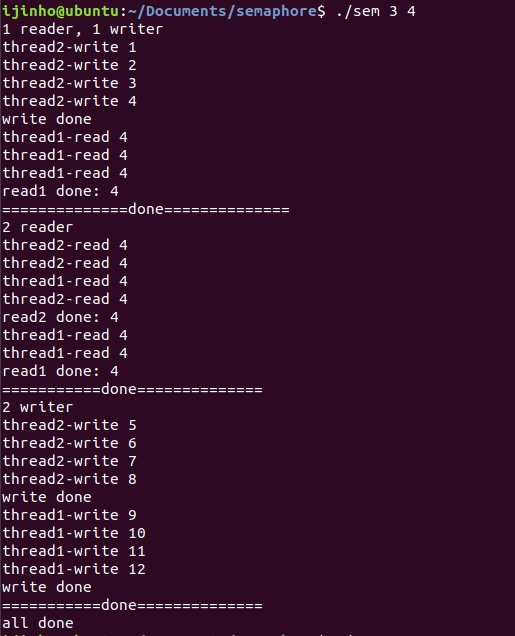 ijinho@ubuntu:~/Documents/semaphore$ ./sem 3 4
1 reader, 1 writer
thread2-write 1
thread2-write 2
thread2-write 3
thread2-write 4
write done
thread1-read 4
thread1-read 4
thread1-read 4
read1 done: 4
==============done==============
2 reader
thread2-read 4
thread2-read 4
thread1-read 4
thread2-read 4
read2 done: 4
thread1-read 4
thread1-read 4
read1 done: 4
===========done==============
2 writer
thread2-write 5
thread2-write 6
thread2-write 7
thread2-write 8
write done
thread1-write 9
thread1-write 10
thread1-write 11
thread1-write 12
write done
===========done==============
all done